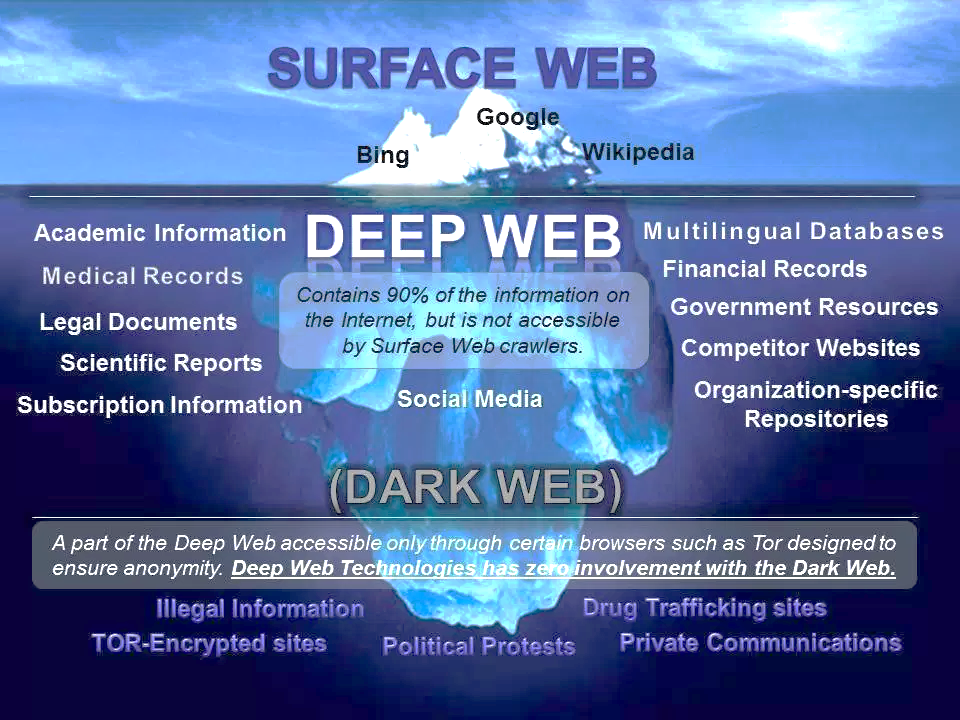 SURFACE WEB
Google
Bing
Wikipedia
DEEP WEB
Academic Information
Medical Records
Legal Documents
Scientific Reports
Subscription Information
Contains 90% of the information on
the Internet, but is not accessible
by Surface Web crawlers.
Social Media
Multilingual Databases
Financial Records
Government Resources
Competitor Websites
Organization-specific
Repositories
(DARK WEB)
A part of the Deep Web accessible only through certain browsers such as Tor designed to
ensure anonymity. Deep Web Technologies has zero involvement with the Dark Web.
Illegal Information
Drug Trafficking sites
TOR-Encrypted sites
Political Protests
Private Communications